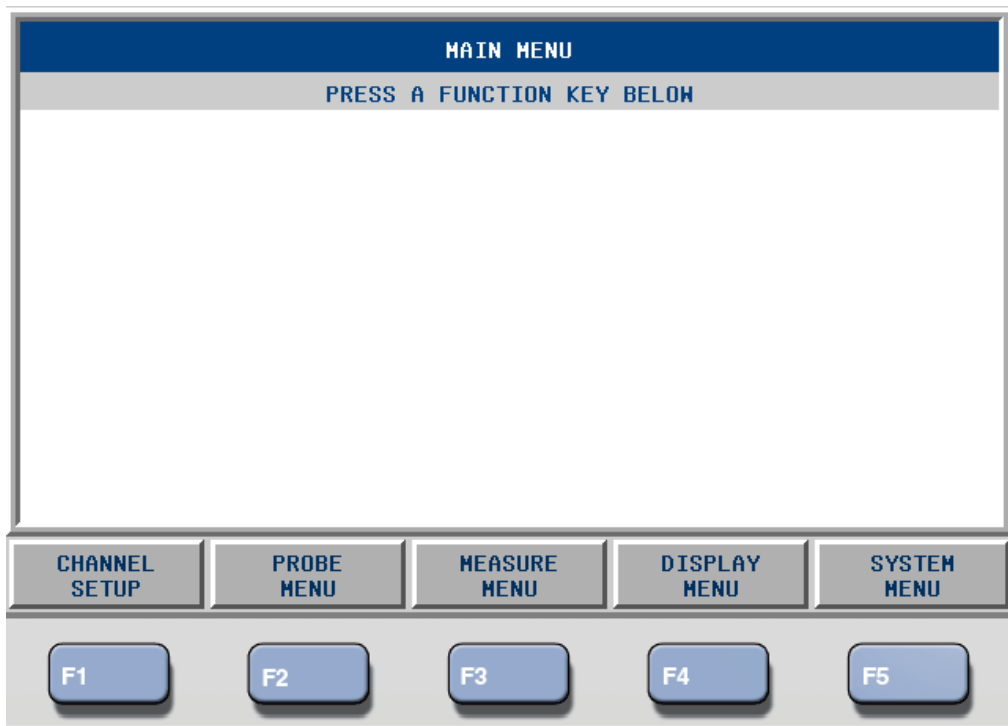 MAIN MENU
PRESS A FUNCTION KEY BELOW
CHANNEL SETUP
PROBE MENU
MEASURE MENU
DISPLAY MENU
SYSTEM MENU
F1
F2
F3
F4
F5